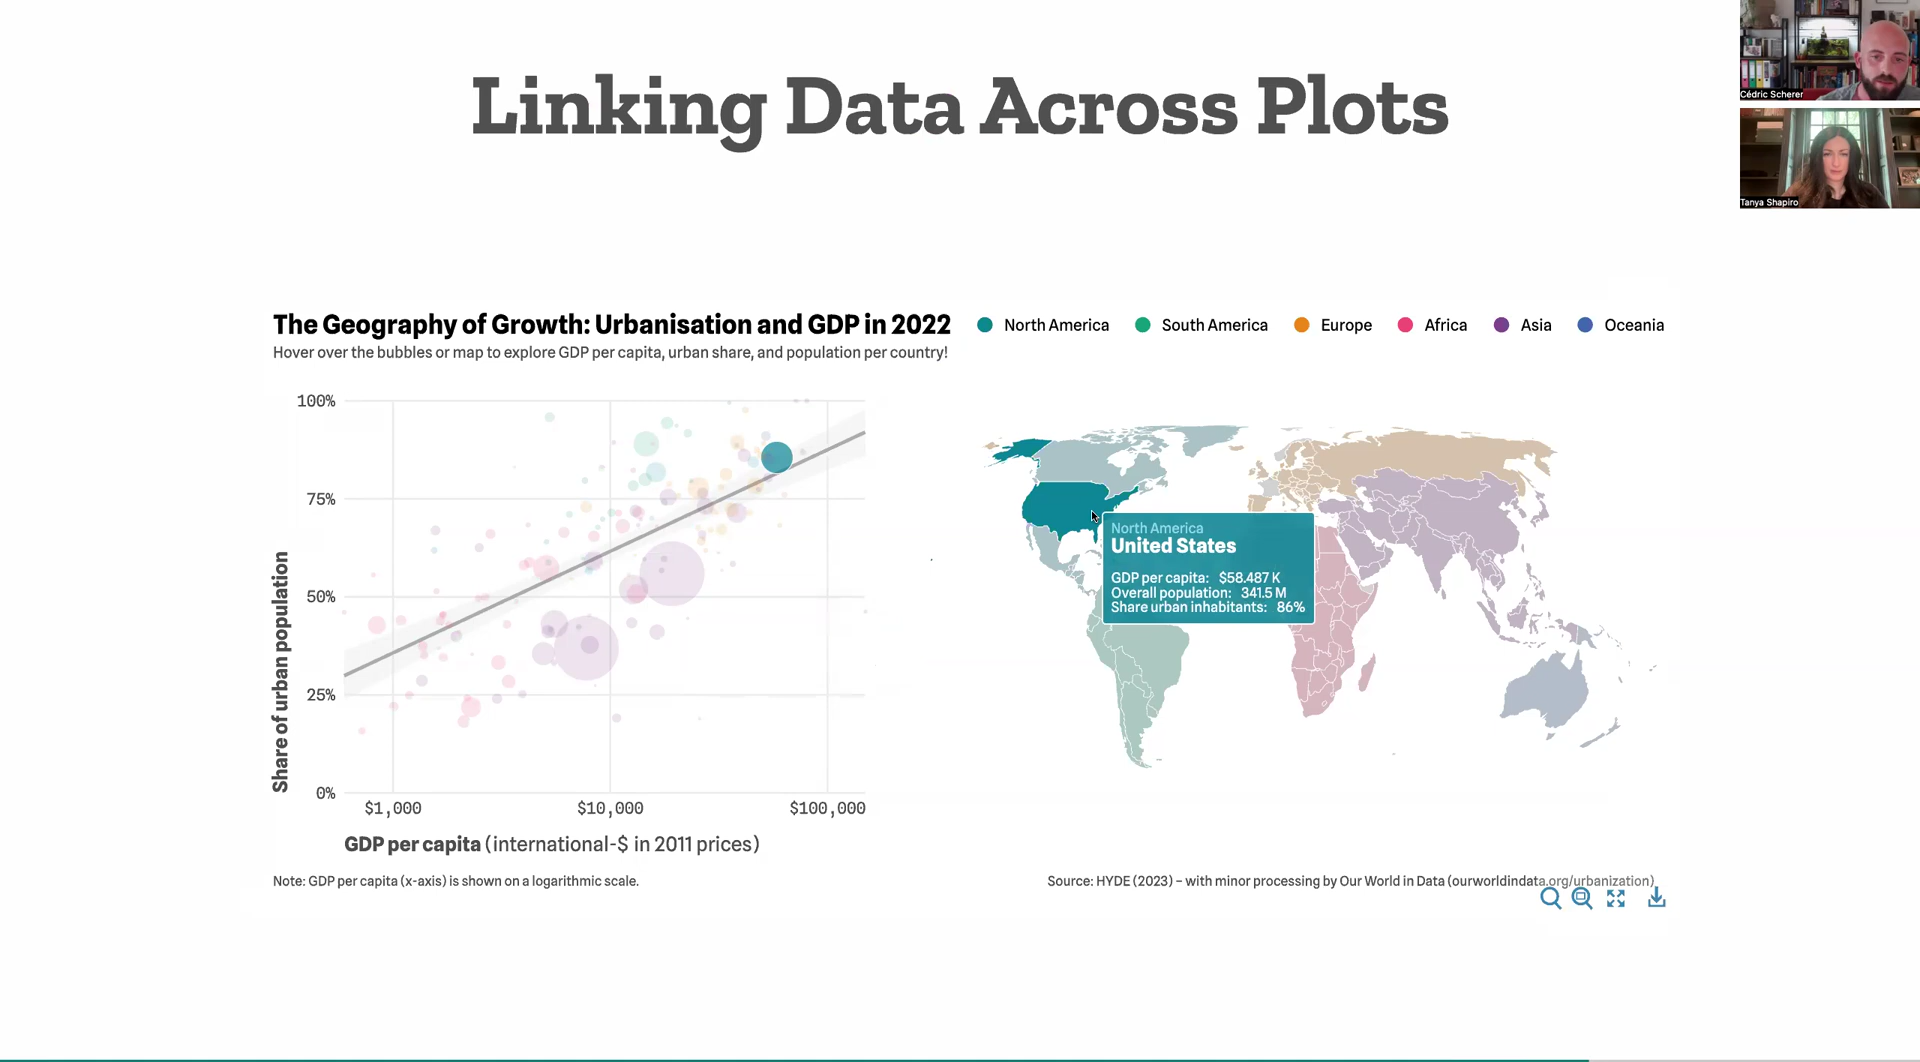 Linking Data Across Plots
Cédric Scherer
Tanya Shapiro
The Geography of Growth: Urbanisation and GDP in 2022
Hover over the bubbles or map to explore GDP per capita, urban share, and population per country!
North America
South America
Europe
Africa
Asia
Oceania
100%
75%
50%
25%
0%
Share of urban population
$1,000
$10,000
$100,000
GDP per capita (international-$ in 2011 prices)
North America
United States
GDP per capita: $58.487 K
Overall population: 341.5 M
Share urban inhabitants: 86%
Note: GDP per capita (x-axis) is shown on a logarithmic scale.
Source: HYDE (2023) – with minor processing by Our World in Data (ourworldindata.org/urbanization)